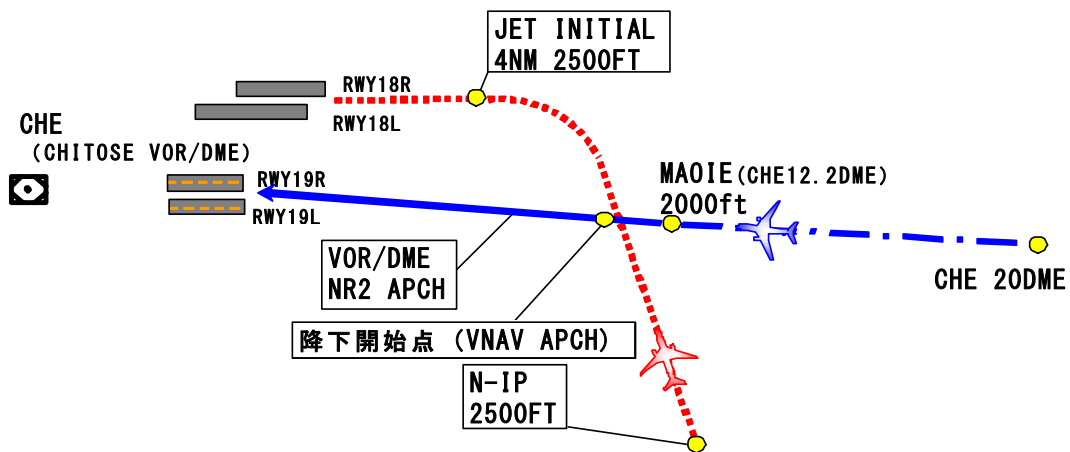 JET INITIAL
4NM 2500FT
RWY18R
RWY18L
CHE
(CHITOSE VOR/DME)
RWY19R
RWY19L
MAOIE(CHE12.2DME)
2000ft
CHE 20DME
VOR/DME
NR2 APCH
降下開始点 (VNAV APCH)
N-IP
2500FT